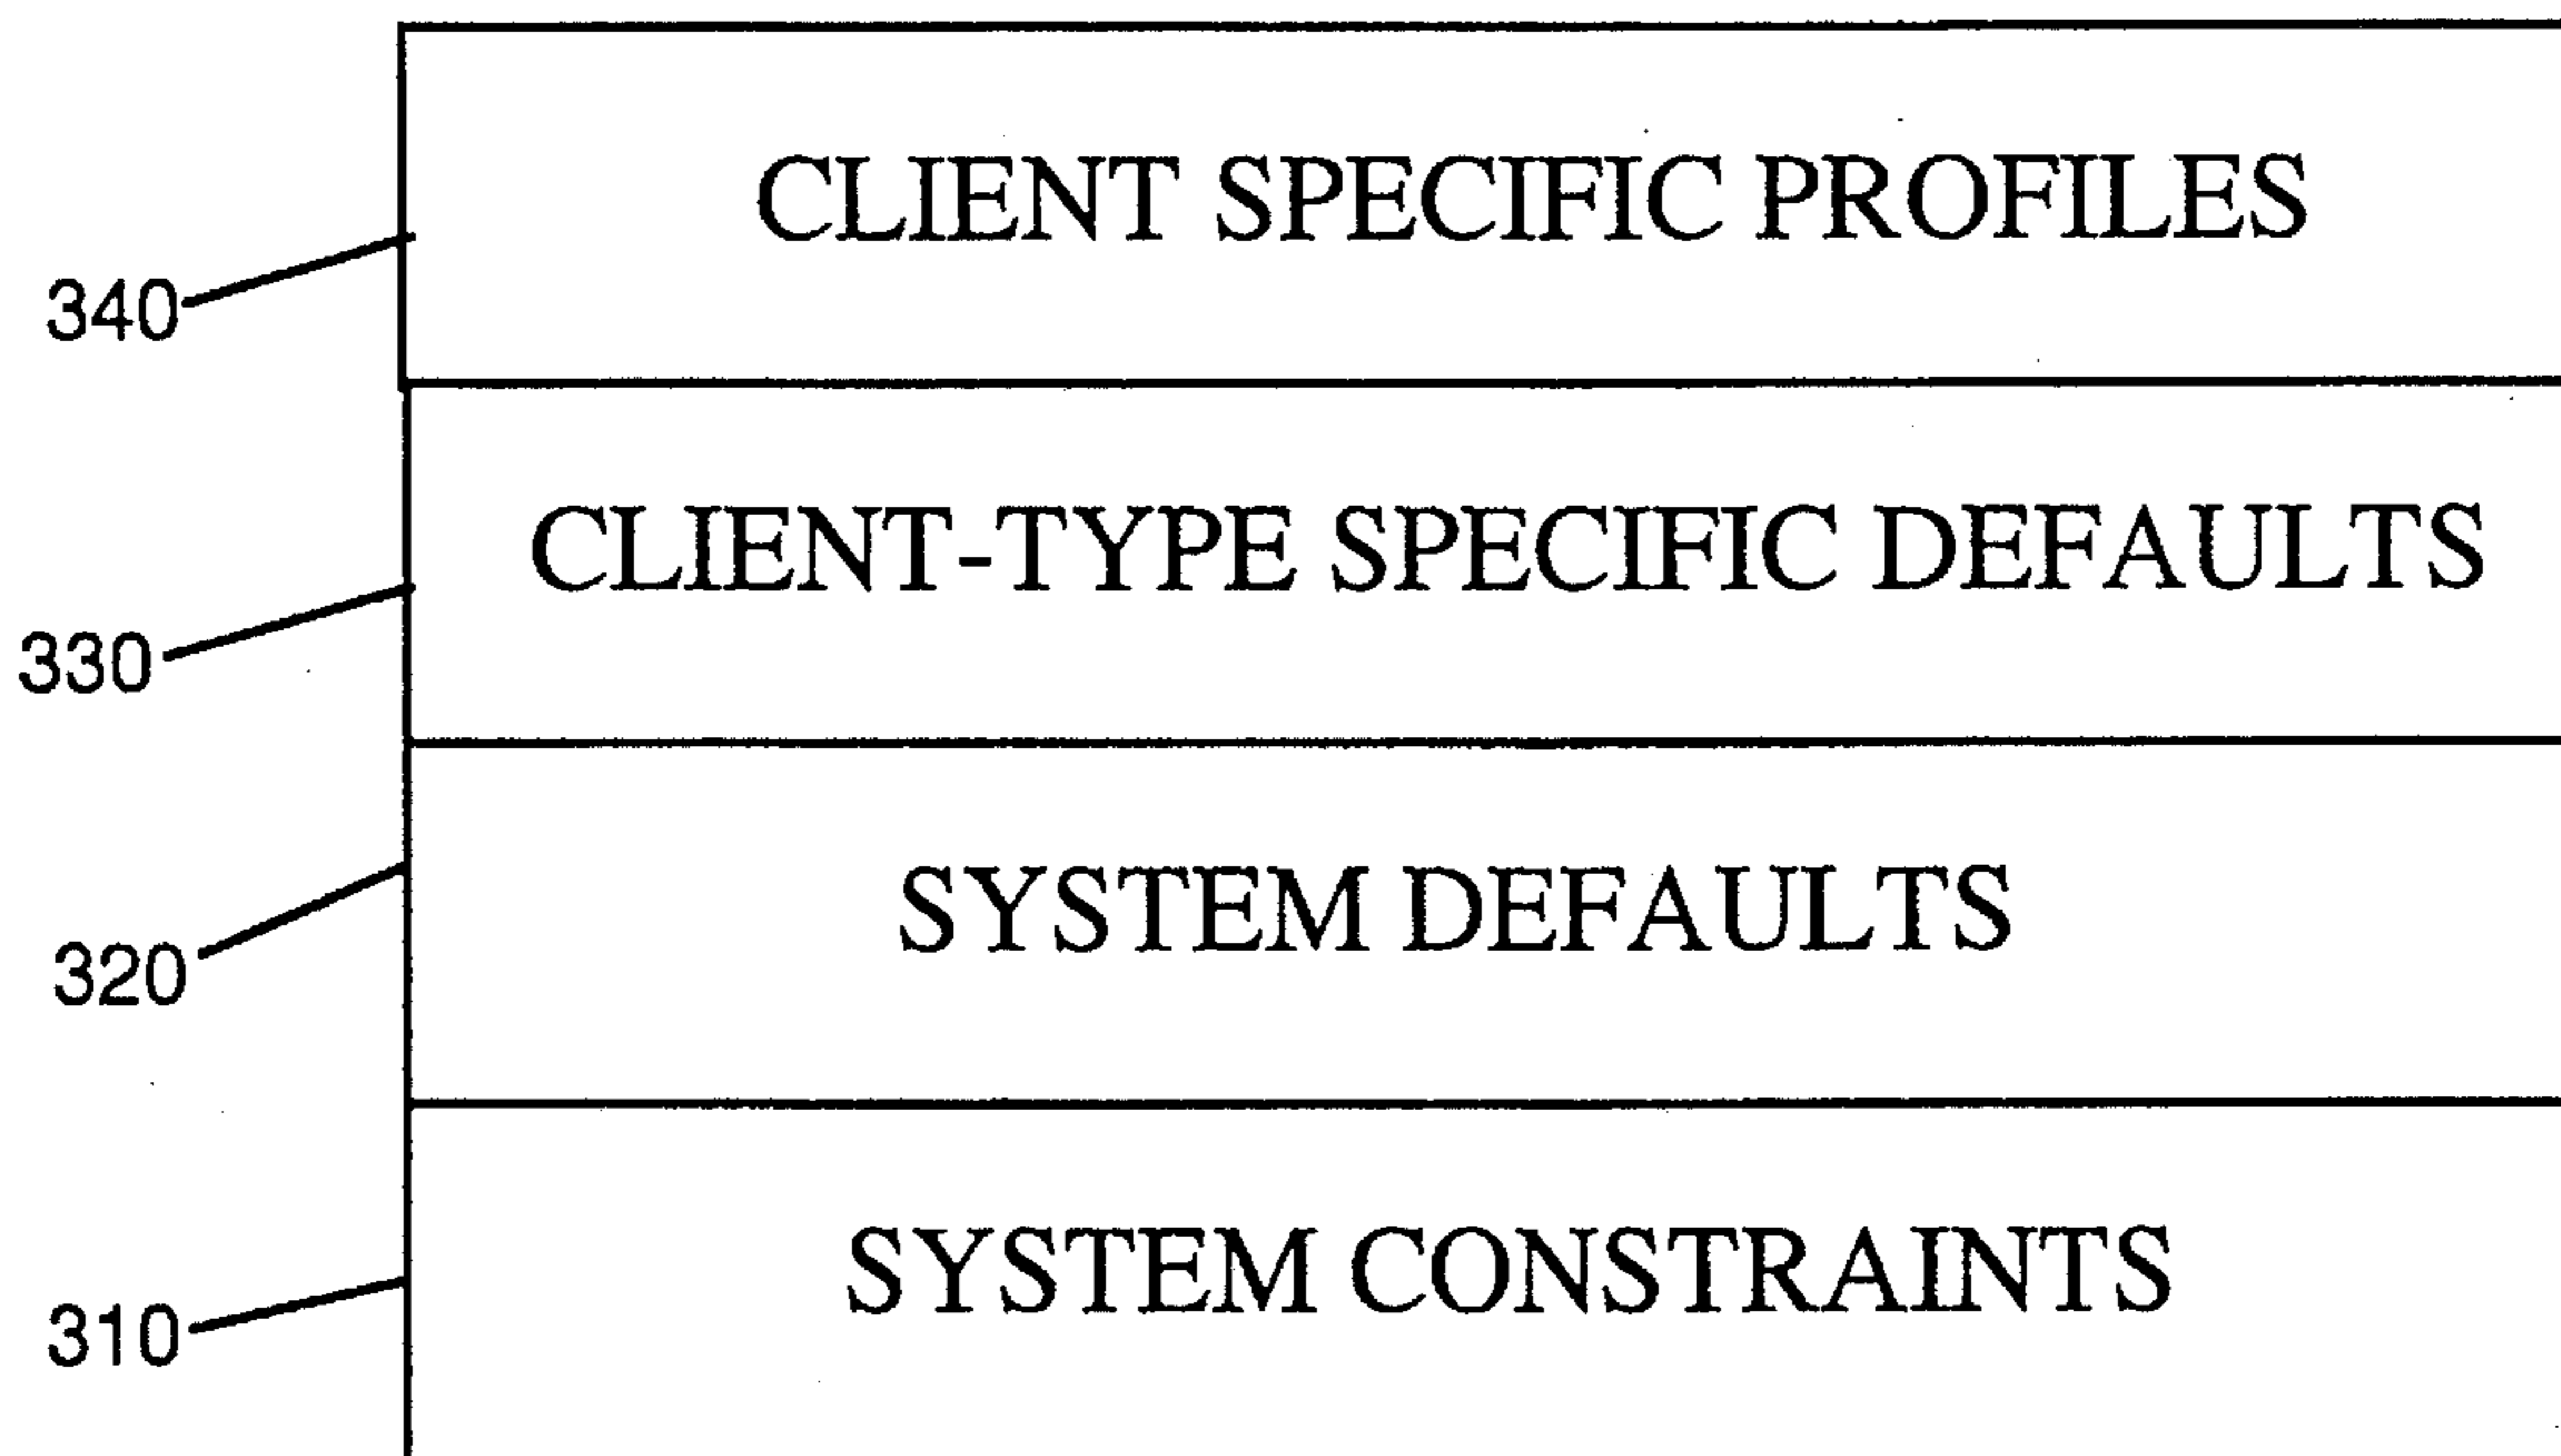 CLIENT SPECIFIC PROFILES
340
CLIENT-TYPE SPECIFIC DEFAULTS
330
SYSTEM DEFAULTS
320
SYSTEM CONSTRAINTS
310